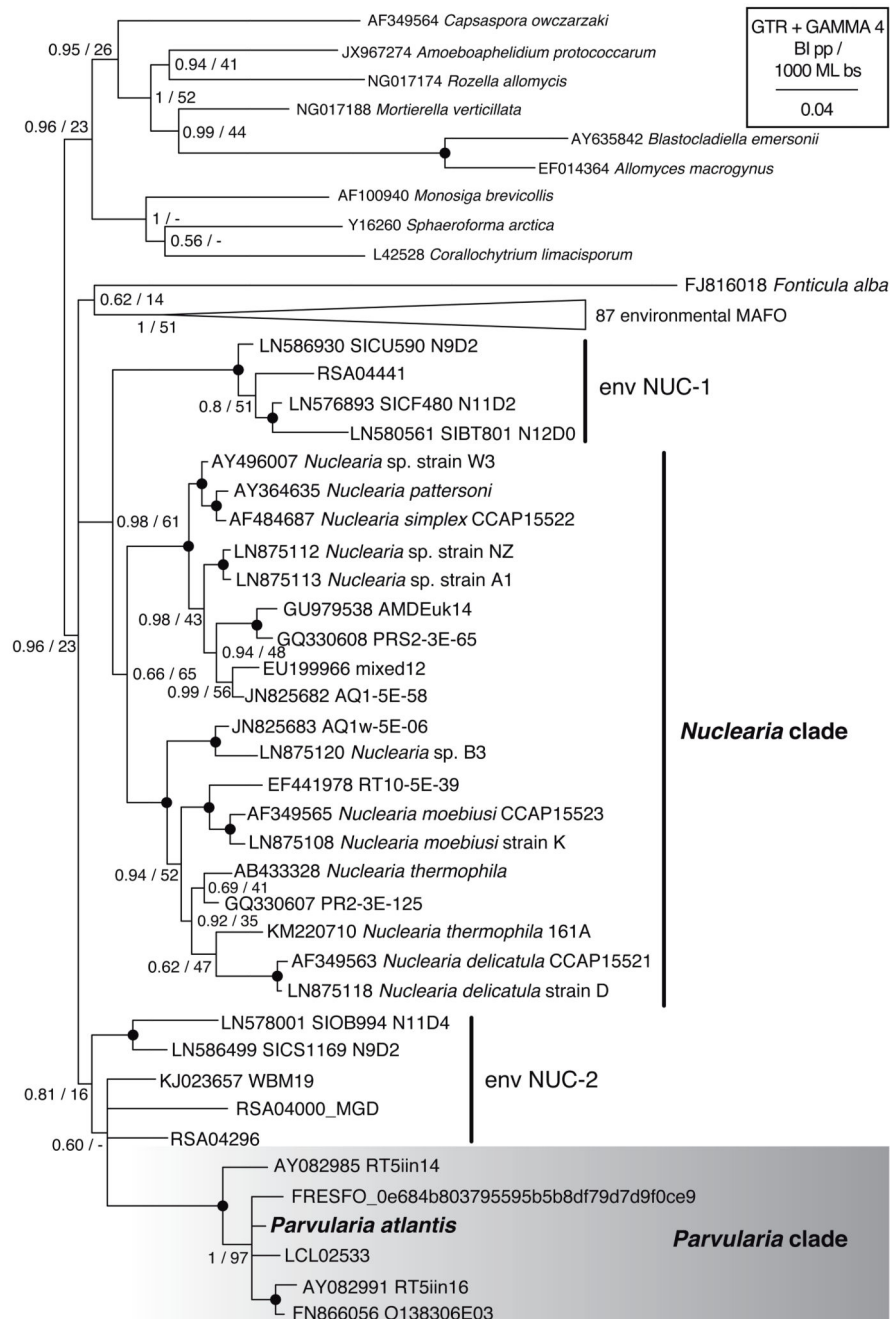 AF349564 Capsaspora owczarzaki
GTR + GAMMA 4
BI pp /
1000 ML bs
0.04
0.95 / 26
JX967274 Amoeboaphelidium protococcarum
0.94 / 41
NG017174 Rozella allomycis
1 / 52
NG017188 Mortierella verticillata
0.96 / 23
0.99 / 44
AY635842 Blastocladiella emersonii
EF014364 Allomyces macrogynus
AF100940 Monosiga brevicollis
1 / -
Y16260 Sphaeroforma arctica
0.56 / -
L42528 Corallochytrium limacisporum
FJ816018 Fonticula alba
0.62 / 14
87 environmental MAFO
1 / 51
LN586930 SICU590 N9D2
RSA04441
env NUC-1
0.8 / 51
LN576893 SICF480 N11D2
LN580561 SIBT801 N12D0
AY496007 Nuclearia sp. strain W3
AY364635 Nuclearia pattersoni
0.98 / 61
AF484687 Nuclearia simplex CCAP15522
LN875112 Nuclearia sp. strain NZ
LN875113 Nuclearia sp. strain A1
GU979538 AMDEuk14
0.98 / 43
GQ330608 PRS2-3E-65
0.96 / 23
0.94 / 48
EU199966 mixed12
0.66 / 65
0.99 / 56
JN825682 AQ1-5E-58
JN825683 AQ1w-5E-06
Nuclearia clade
LN875120 Nuclearia sp. B3
EF441978 RT10-5E-39
AF349565 Nuclearia moebiusi CCAP15523
LN875108 Nuclearia moebiusi strain K
0.94 / 52
AB433328 Nuclearia thermophila
0.69 / 41
GQ330607 PR2-3E-125
0.92 / 35
KM220710 Nuclearia thermophila 161A
0.62 / 47
AF349563 Nuclearia delicatula CCAP15521
LN875118 Nuclearia delicatula strain D
LN578001 SIOB994 N11D4
LN586499 SICS1169 N9D2
KJ023657 WBM19
env NUC-2
0.81 / 16
RSA04000_MGD
0.60 / -
RSA04296
AY082985 RT5iin14
FRESFO_0e684b803795595b5b8df79d7d9f0ce9
Parvularia atlantis
Parvularia clade
1 / 97
LCL02533
AY082991 RT5iin16
FN866056 O138306E03